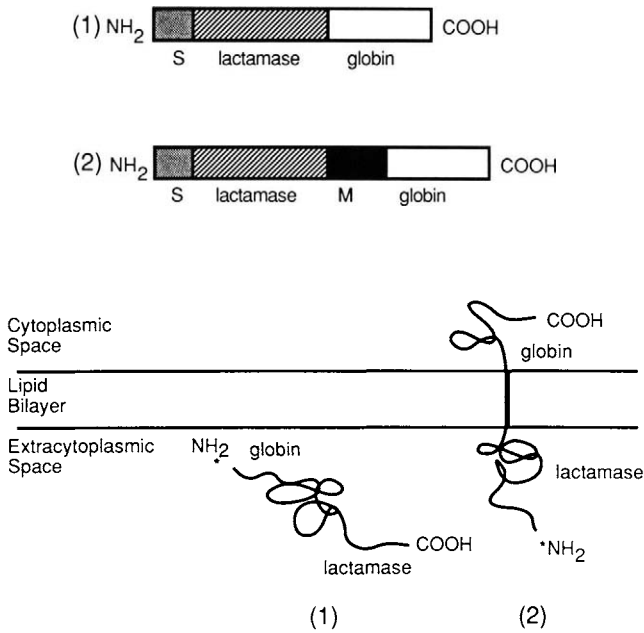 (1) NH2 COOH
S lactamase globin
(2) NH2 COOH
S lactamase M globin
Cytoplasmic
Space
COOH
globin
Lipid
Bilayer
Extracytoplasmic
Space
NH2
*
globin
lactamase
COOH
lactamase
*NH2
(1) (2)